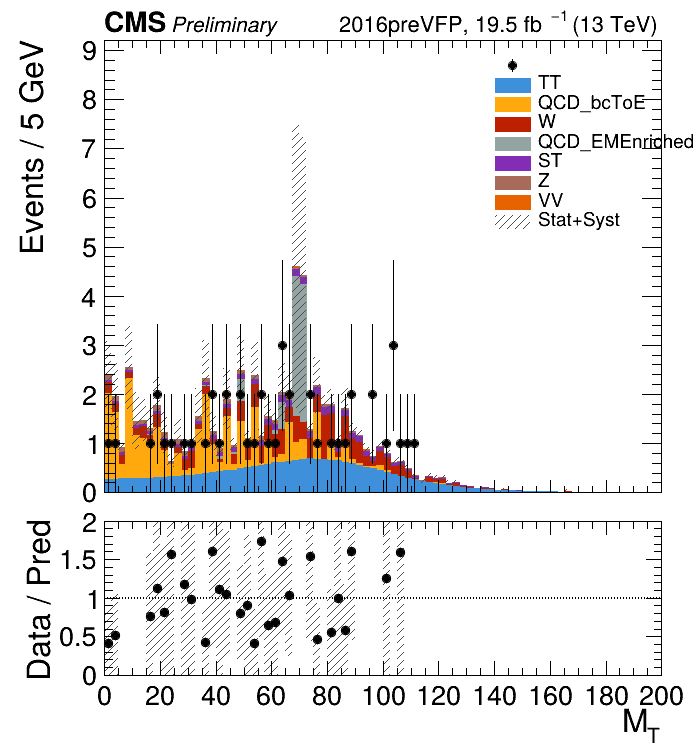 CMS Preliminary 2016preVFP, 19.5 fb⁻¹ (13 TeV)
Events / 5 GeV
9
8
7
6
5
4
3
2
1
0
TT
QCD_bcToE
W
QCD_EMEnriched
ST
Z
VV
Stat+Syst
Data / Pred
2
1.5
1
0.5
0
0 20 40 60 80 100 120 140 160 180 200
M_T